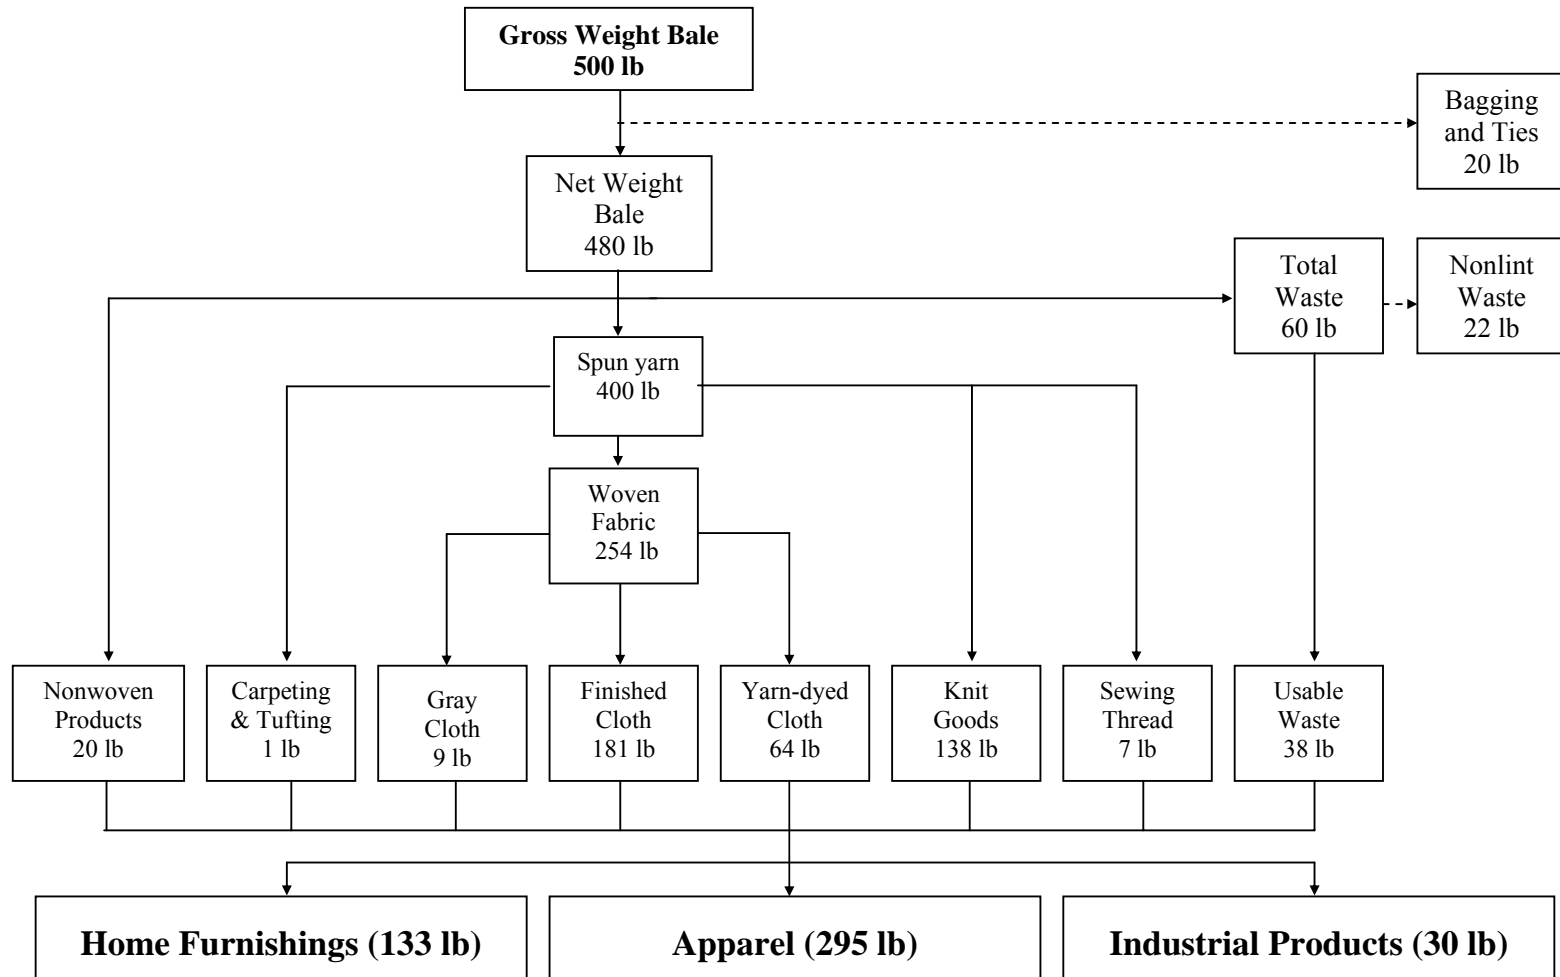 Gross Weight Bale
500 lb
Bagging
and Ties
20 lb
Net Weight
Bale
480 lb
Total
Waste
60 lb
Nonlint
Waste
22 lb
Spun yarn
400 lb
Woven
Fabric
254 lb
Nonwoven
Products
20 lb
Carpeting
& Tufting
1 lb
Gray
Cloth
9 lb
Finished
Cloth
181 lb
Yarn-dyed
Cloth
64 lb
Knit
Goods
138 lb
Sewing
Thread
7 lb
Usable
Waste
38 lb
Home Furnishings (133 lb)
Apparel (295 lb)
Industrial Products (30 lb)